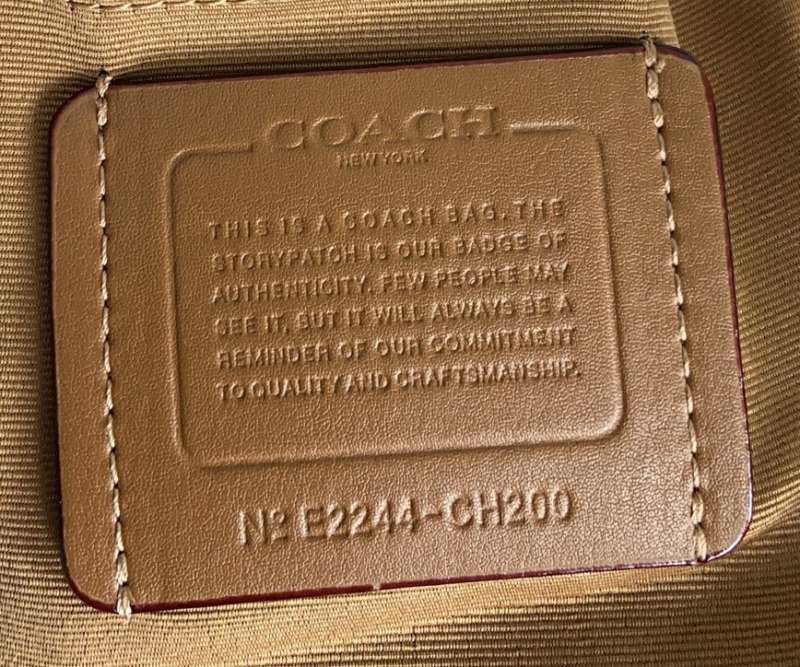 COACH
NEW YORK
THIS IS A COACH BAG. THE
STORYPATCH IS OUR BADGE OF
AUTHENTICITY. FEW PEOPLE MAY
SEE IT, BUT IT WILL ALWAYS BE A
REMINDER OF OUR COMMITMENT
TO QUALITY AND CRAFTSMANSHIP.
Nº E2244-CH200